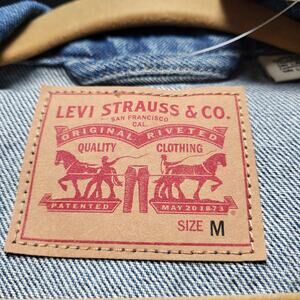 LEVI STRAUSS & CO.
SAN FRANCISCO
CAL.
ORIGINAL RIVETED
QUALITY CLOTHING
PATENTED MAY 20 1873
SIZE M